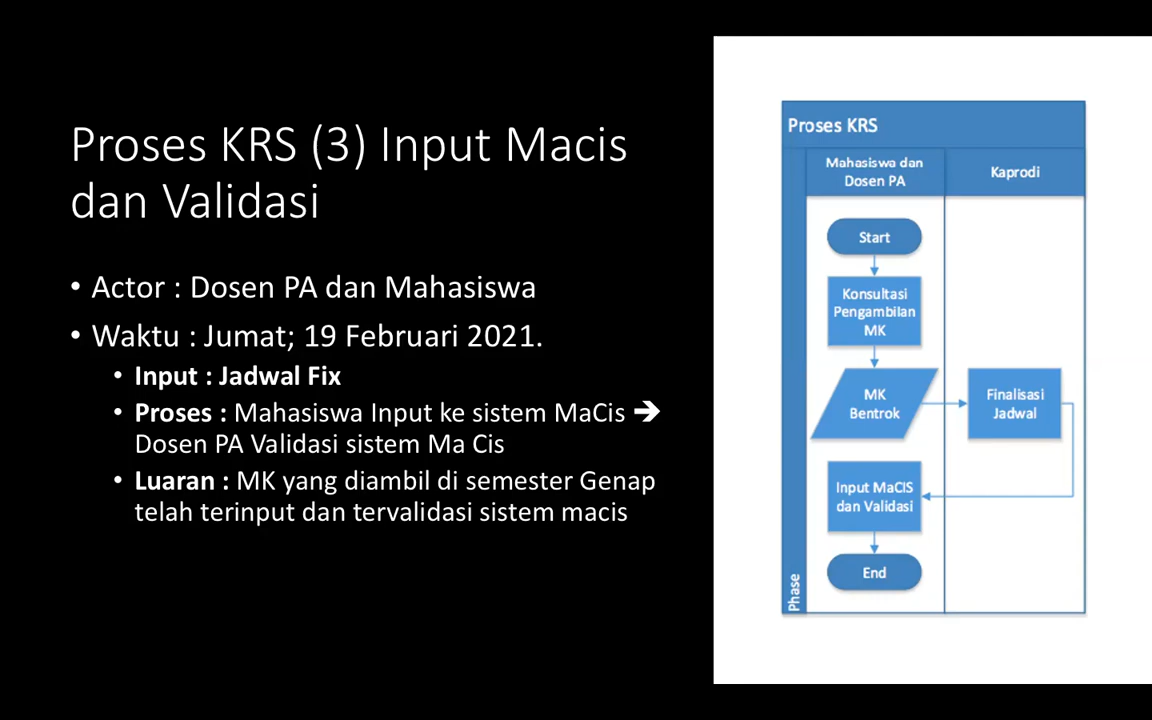 Proses KRS (3) Input Macis
dan Validasi
• Actor : Dosen PA dan Mahasiswa
• Waktu : Jumat; 19 Februari 2021.
• Input : Jadwal Fix
• Proses : Mahasiswa Input ke sistem MaCis ➔
Dosen PA Validasi sistem Ma Cis
• Luaran : MK yang diambil di semester Genap
telah terinput dan tervalidasi sistem macis
Proses KRS
Mahasiswa dan
Dosen PA
Kaprodi
Start
Konsultasi
Pengambilan
MK
MK
Bentrok
Finalisasi
Jadwal
Input MaCIS
dan Validasi
End
Phase